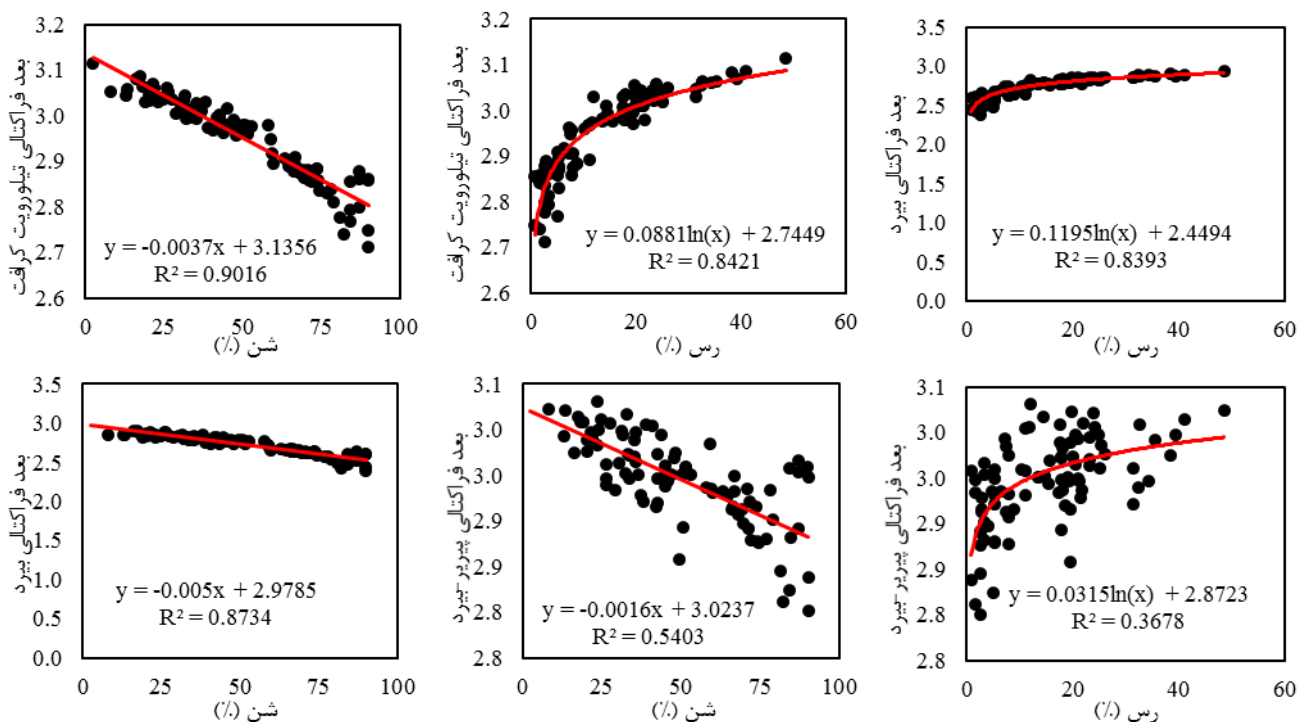 بعد فراکتالی تیلورویت کرافت
3.2
3.1
3.0
2.9
2.8
2.7
2.6
y = -0.0037x + 3.1356
R² = 0.9016
0 25 50 75 100
شن (٪)
بعد فراکتالی تیلورویت کرافت
3.2
3.1
3.0
2.9
2.8
2.7
2.6
y = 0.0881ln(x) + 2.7449
R² = 0.8421
0 20 40 60
رس (٪)
بعد فراکتالی بیرد
3.5
3.0
2.5
2.0
1.5
1.0
0.5
0.0
y = 0.1195ln(x) + 2.4494
R² = 0.8393
0 20 40 60
رس (٪)
بعد فراکتالی بیرد
3.5
3.0
2.5
2.0
1.5
1.0
0.5
0.0
y = -0.005x + 2.9785
R² = 0.8734
0 25 50 75 100
شن (٪)
بعد فراکتالی پیریر-بیرد
3.1
3.0
3.0
2.9
2.9
2.8
2.8
y = -0.0016x + 3.0237
R² = 0.5403
0 25 50 75 100
شن (٪)
بعد فراکتالی پیریر-بیرد
3.1
3.0
3.0
2.9
2.9
2.8
2.8
y = 0.0315ln(x) + 2.8723
R² = 0.3678
0 20 40 60
رس (٪)